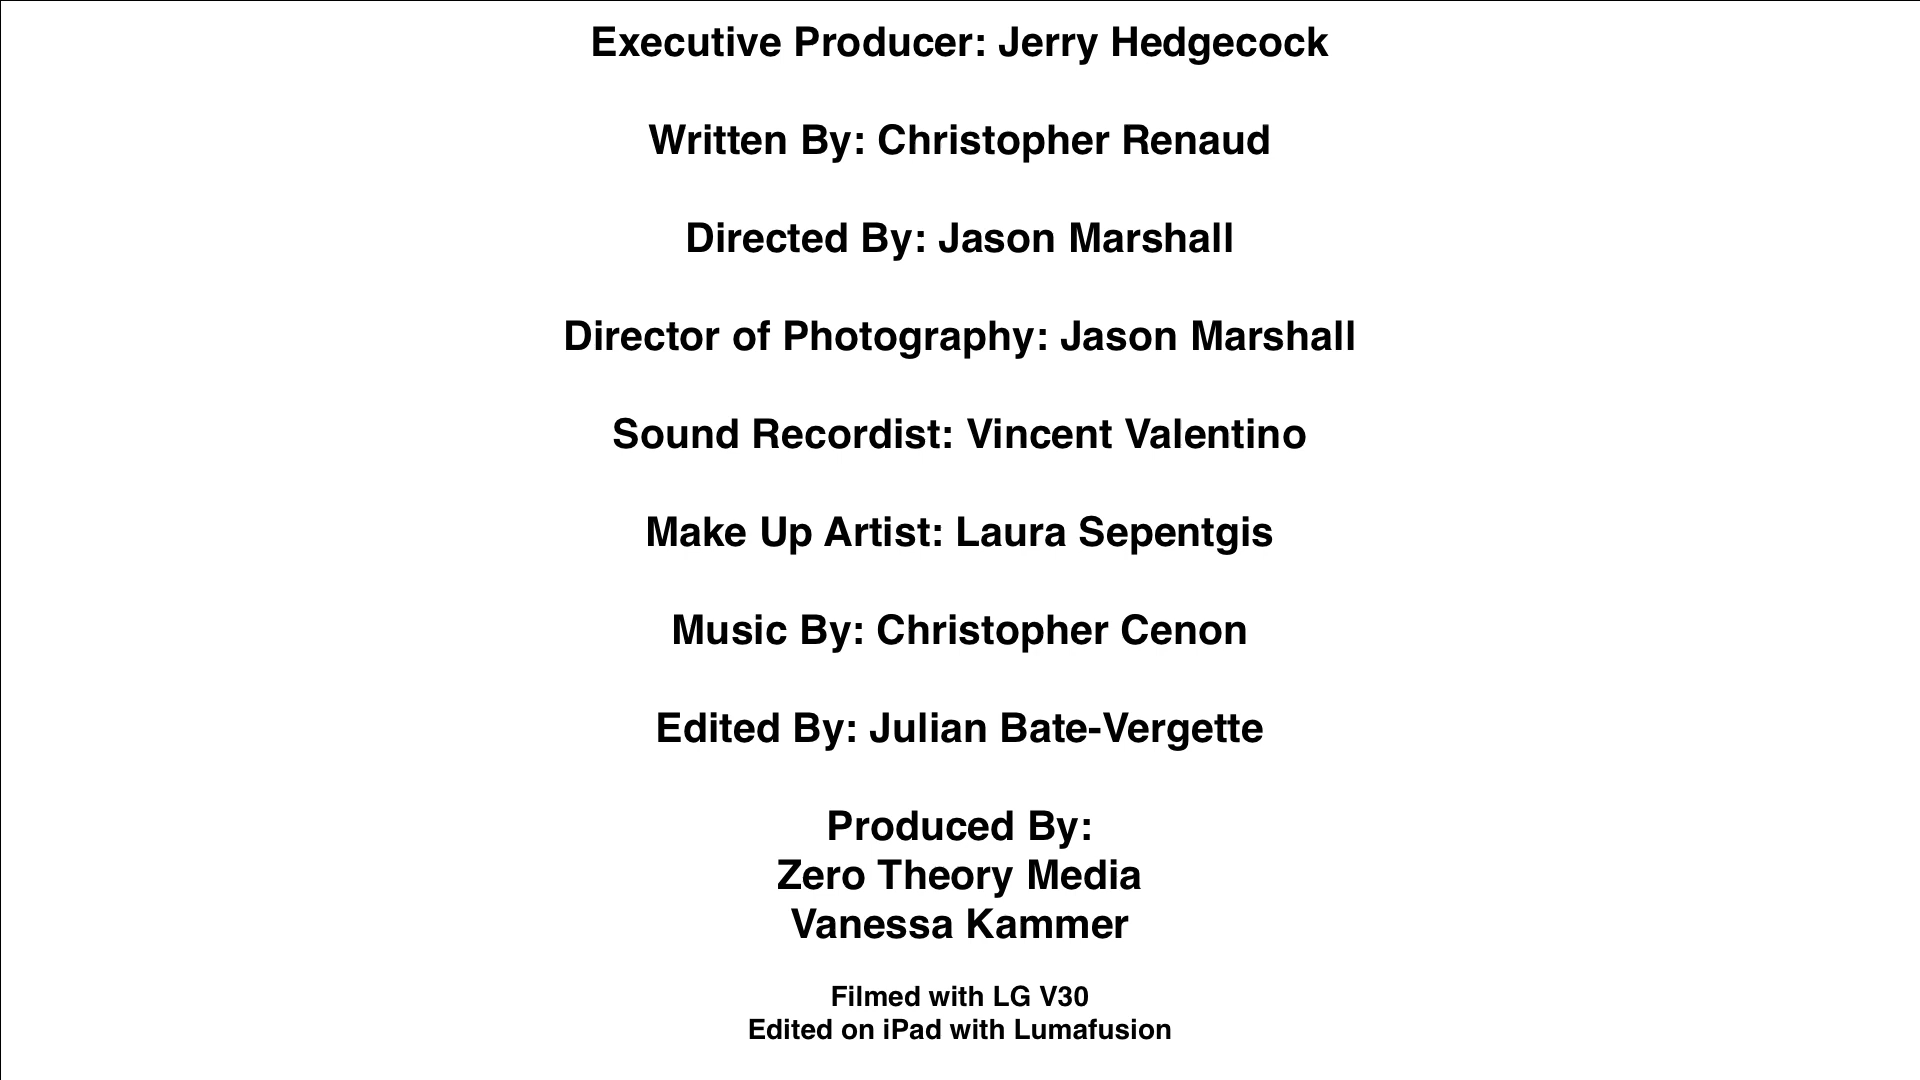 Executive Producer: Jerry Hedgecock
Written By: Christopher Renaud
Directed By: Jason Marshall
Director of Photography: Jason Marshall
Sound Recordist: Vincent Valentino
Make Up Artist: Laura Sepentgis
Music By: Christopher Cenon
Edited By: Julian Bate-Vergette
Produced By:
Zero Theory Media
Vanessa Kammer
Filmed with LG V30
Edited on iPad with Lumafusion